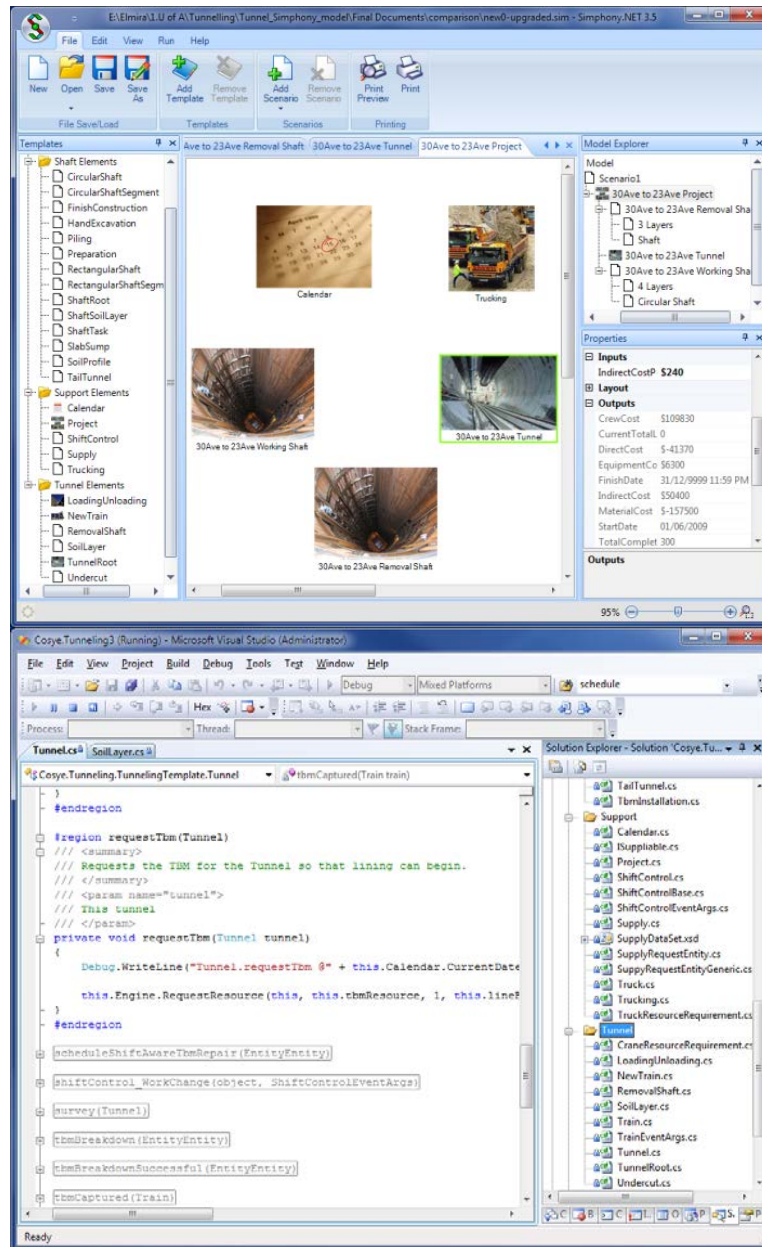 E:\Elmira\1.U of A\Tunnelling\Tunnel_Simphony_model\Final Documents\comparison\new0-upgraded.sim - Simphony.NET 3.5
File Edit View Run Help
New Open Save Save As Add Template Remove Template Add Scenario Remove Scenario Print Preview Print
File Save/Load Templates Scenarios Printing
Templates
Shaft Elements
CircularShaft
CircularShaftSegment
FinishConstruction
HandExcavation
Piling
Preparation
RectangularShaft
RectangularShaftSegm
ShaftRoot
ShaftSoilLayer
ShaftTask
SlabSump
SoilProfile
TailTunnel
Support Elements
Calendar
Project
ShiftControl
Supply
Trucking
Tunnel Elements
LoadingUnloading
NewTrain
RemovalShaft
SoilLayer
TunnelRoot
Undercut
Ave to 23Ave Removal Shaft 30Ave to 23Ave Tunnel 30Ave to 23Ave Project
Calendar
Trucking
30Ave to 23Ave Working Shaft
30Ave to 23Ave Tunnel
30Ave to 23Ave Removal Shaft
Model Explorer
Model
Scenario1
30Ave to 23Ave Project
30Ave to 23Ave Removal Sha
3 Layers
Shaft
30Ave to 23Ave Tunnel
30Ave to 23Ave Working Sha
4 Layers
Circular Shaft
Properties
Inputs
IndirectCostP $240
Layout
Outputs
CrewCost $109830
CurrentTotalL 0
DirectCost $-41370
EquipmentCo $6300
FinishDate 31/12/9999 11:59 PM
IndirectCost $50400
MaterialCost $-157500
StartDate 01/06/2009
TotalComplet 300
Outputs
95%
Cosye.Tunneling3 (Running) - Microsoft Visual Studio (Administrator)
File Edit View Project Build Debug Tools Test Window Help
Debug Mixed Platforms schedule
Hex
Process: Thread: Stack Frame:
Tunnel.cs SoilLayer.cs
Cosye.Tunneling.TunnelingTemplate.Tunnel tbmCaptured(Train train)
}
#endregion
#region requestTbm(Tunnel)
/// <summary>
/// Requests the TBM for the Tunnel so that lining can begin.
/// </summary>
/// <param name="tunnel">
/// This tunnel
/// </param>
private void requestTbm(Tunnel tunnel)
{
Debug.WriteLine("Tunnel.requestTbm @" + this.Calendar.CurrentDate
this.Engine.RequestResource(this, this.tbmResource, 1, this.line
}
#endregion
scheduleShiftAwareTbmRepair(EntityEntity)
shiftControl_WorkChange(object, ShiftControlEventArgs)
survey(Tunnel)
tbmBreakdown(EntityEntity)
tbmBreakdownSuccessful(EntityEntity)
tbmCaptured(Train)
Solution Explorer - Solution 'Cosye.Tu...
TailTunnel.cs
TbmInstallation.cs
Support
Calendar.cs
ISuppliable.cs
Project.cs
ShiftControl.cs
ShiftControlBase.cs
ShiftControlEventArgs.cs
Supply.cs
SupplyDataSet.xsd
SupplyRequestEntity.cs
SuppyRequestEntityGeneric.cs
Truck.cs
Trucking.cs
TruckResourceRequirement.cs
Tunnel
CraneResourceRequirement.cs
LoadingUnloading.cs
NewTrain.cs
RemovalShaft.cs
SoilLayer.cs
Train.cs
TrainEventArgs.cs
Tunnel.cs
TunnelRoot.cs
Undercut.cs
Ready